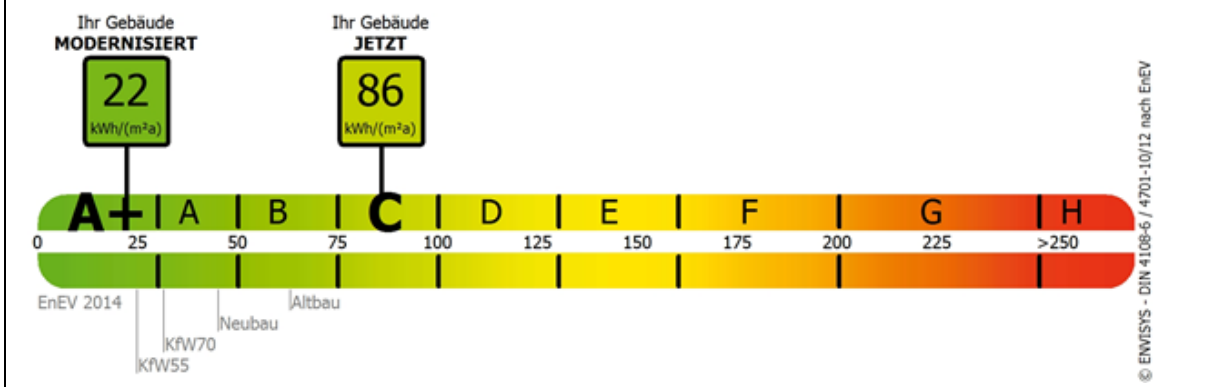 Ihr Gebäude
MODERNISIERT
22
kWh/(m²a)
Ihr Gebäude
JETZT
86
kWh/(m²a)
A+ A B C D E F G H
0 25 50 75 100 125 150 175 200 225 >250
EnEV 2014
Altbau
Neubau
KfW70
KfW55
© ENVISYS - DIN 4108-6 / 4701-10/12 nach EnEV